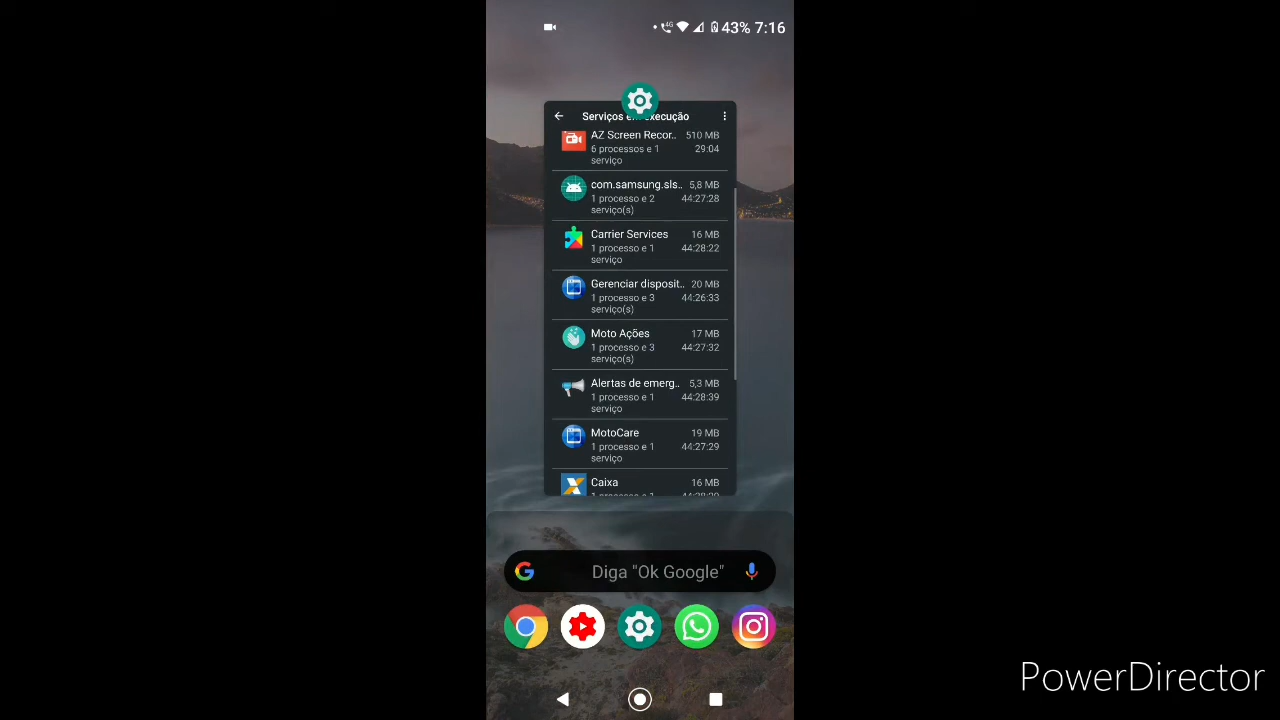 4G 43% 7:16
Serviços e xecução
AZ Screen Recor.. 510 MB
6 processos e 1 29:04
serviço
com.samsung.sls.. 5,8 MB
1 processo e 2 44:27:28
serviço(s)
Carrier Services 16 MB
1 processo e 1 44:28:22
serviço
Gerenciar disposit.. 20 MB
1 processo e 3 44:26:33
serviço(s)
Moto Ações 17 MB
1 processo e 3 44:27:32
serviço(s)
Alertas de emerg.. 5,3 MB
1 processo e 1 44:28:39
serviço
MotoCare 19 MB
1 processo e 1 44:27:29
serviço
Caixa 16 MB
Diga "Ok Google"
PowerDirector